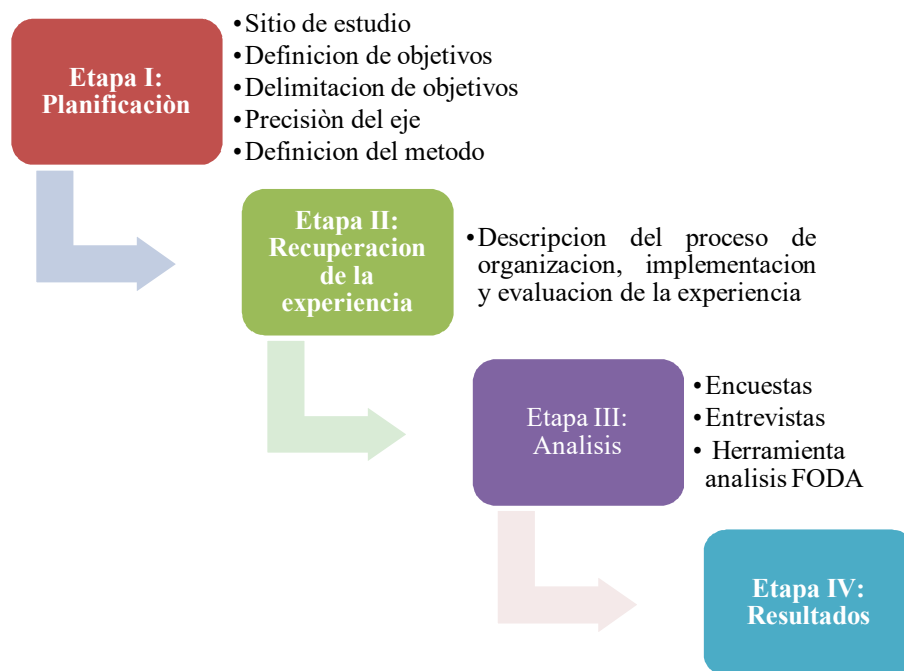 Etapa I:
Planificaciòn
•Sitio de estudio
•Definicion de objetivos
•Delimitacion de objetivos
•Precisiòn del eje
•Definicion del metodo
Etapa II:
Recuperacion
de la
experiencia
•Descripcion del proceso de
organizacion, implementacion
y evaluacion de la experiencia
Etapa III:
Analisis
•Encuestas
•Entrevistas
• Herramienta
analisis FODA
Etapa IV:
Resultados